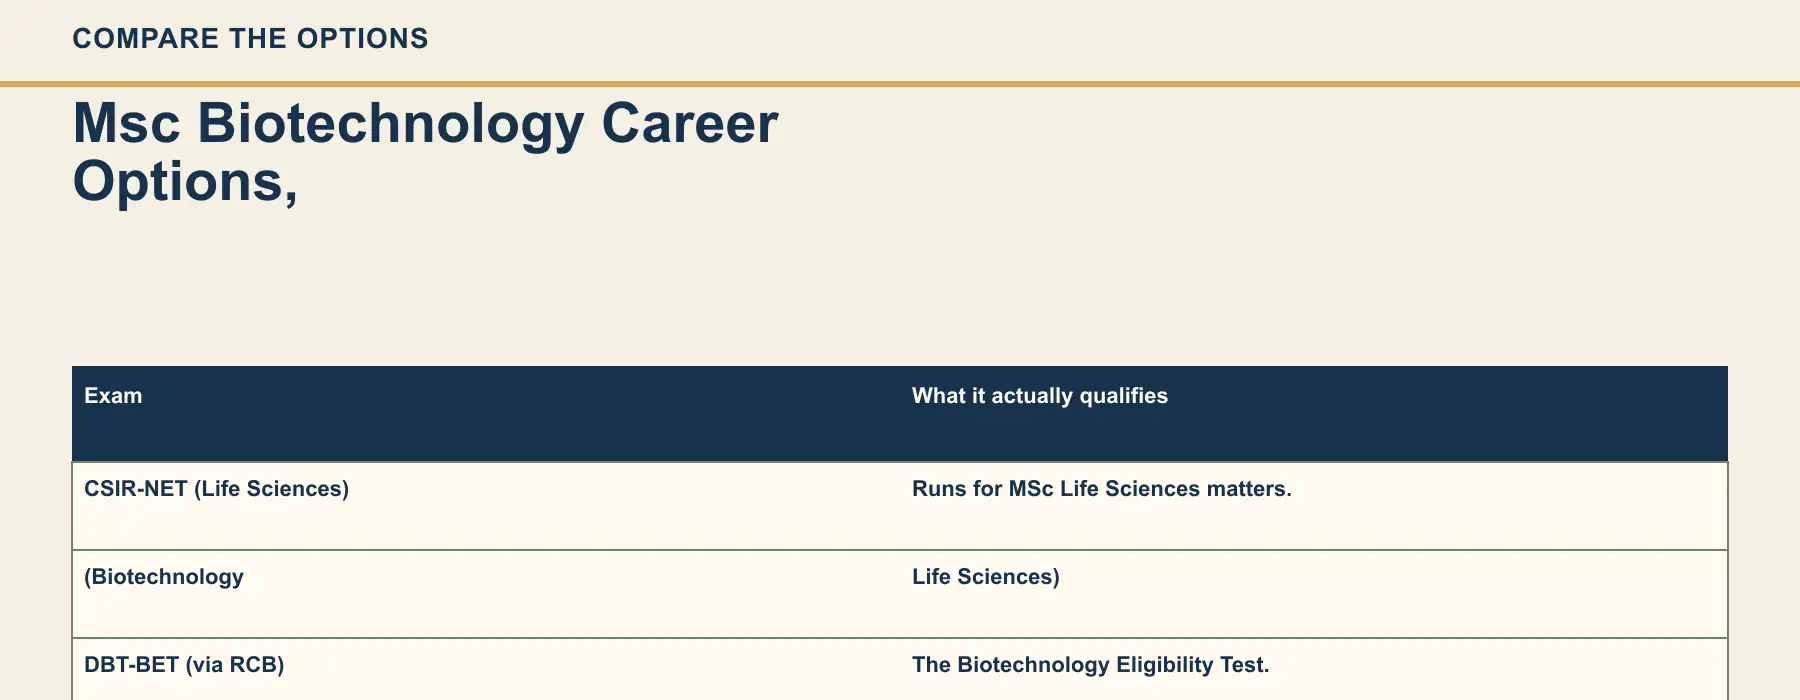 COMPARE THE OPTIONS
Msc Biotechnology Career
Options,
Exam What it actually qualifies
CSIR-NET (Life Sciences) Runs for MSc Life Sciences matters.
(Biotechnology Life Sciences)
DBT-BET (via RCB) The Biotechnology Eligibility Test.